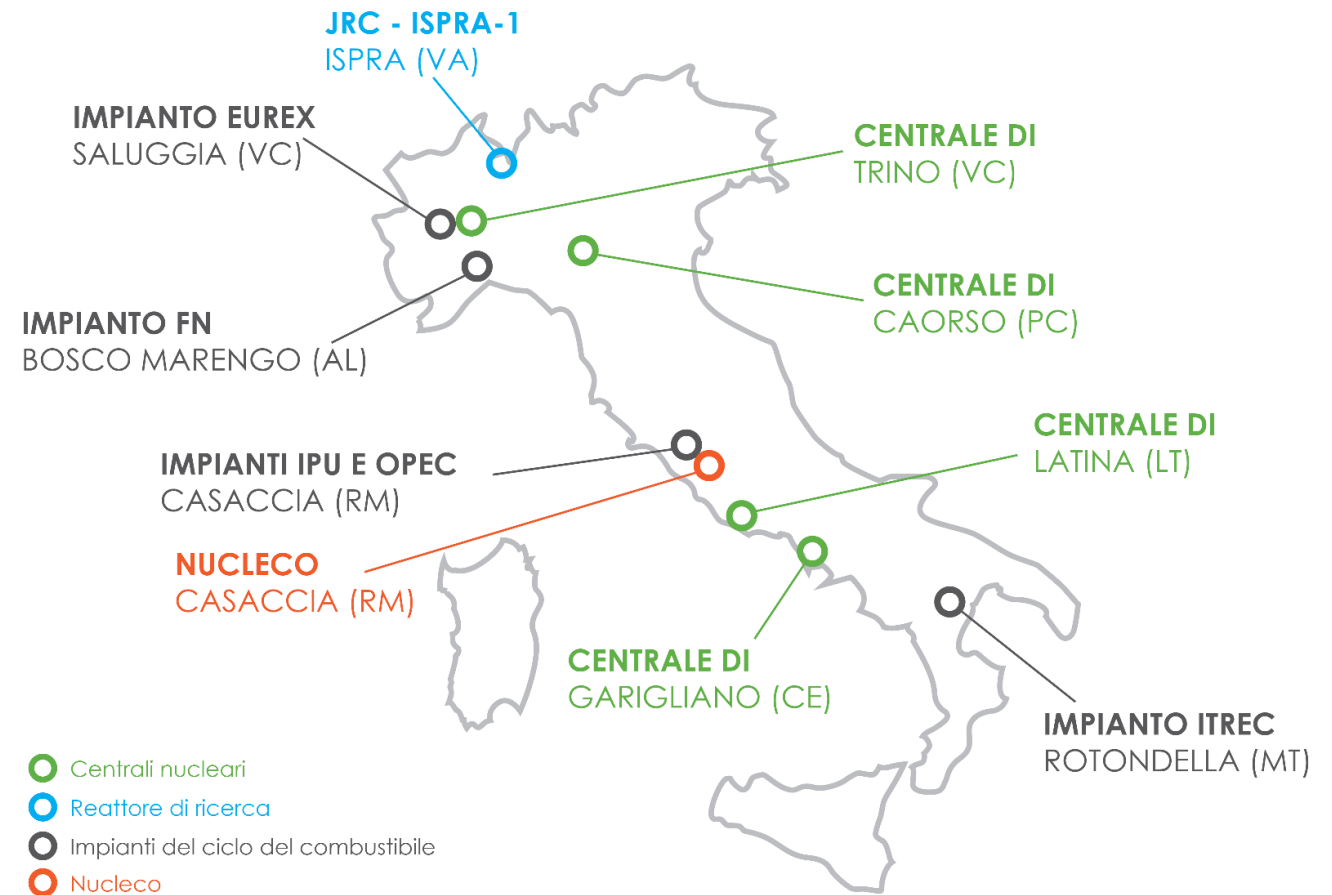 JRC - ISPRA-1
ISPRA (VA)
IMPIANTO EUREX
SALUGGIA (VC)
CENTRALE DI
TRINO (VC)
CENTRALE DI
CAORSO (PC)
IMPIANTO FN
BOSCO MARENGO (AL)
CENTRALE DI
LATINA (LT)
IMPIANTI IPU E OPEC
CASACCIA (RM)
NUCLECO
CASACCIA (RM)
CENTRALE DI
GARIGLIANO (CE)
IMPIANTO ITREC
ROTONDELLA (MT)
Centrali nucleari
Reattore di ricerca
Impianti del ciclo del combustibile
Nucleco